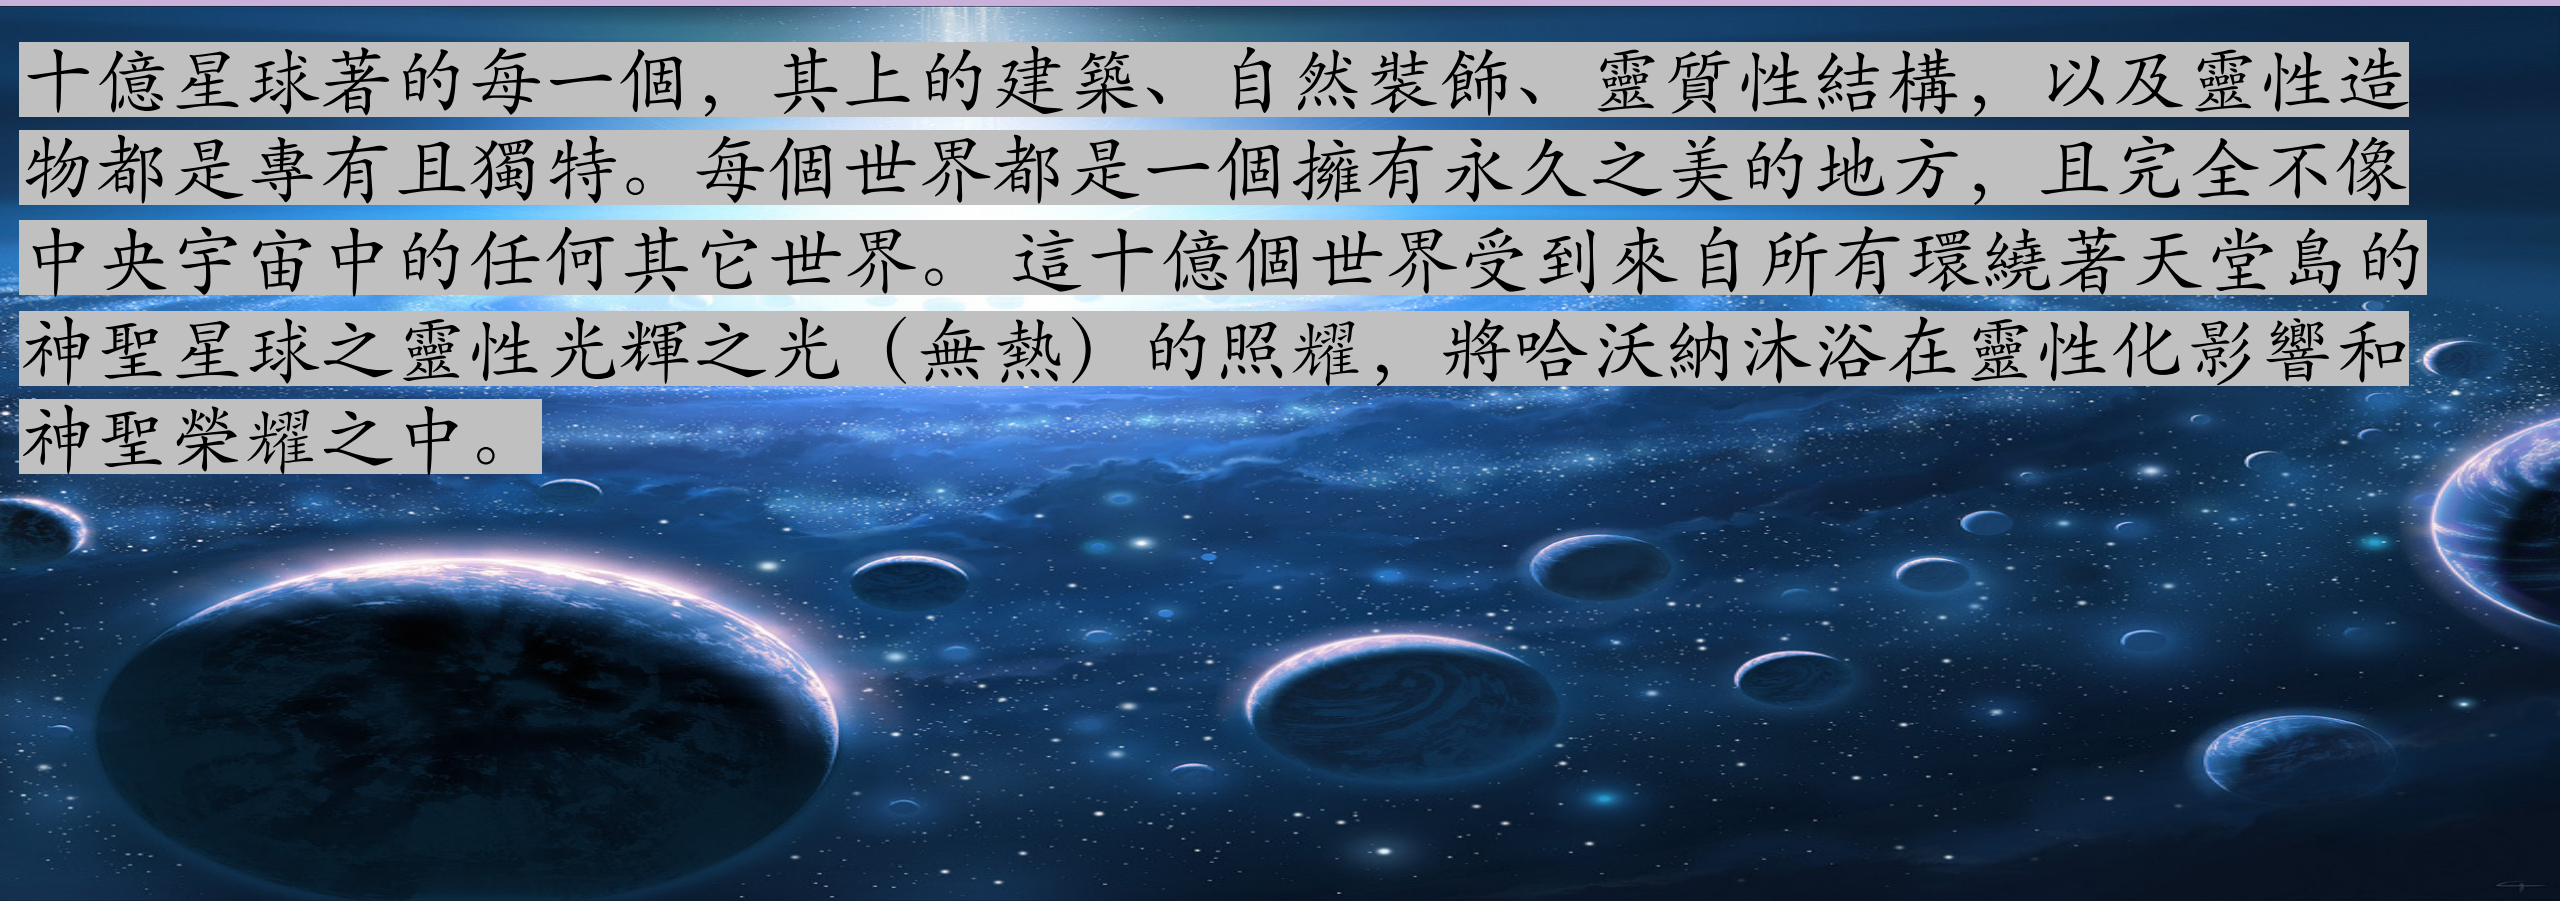 十億星球著的每一個，其上的建築、自然裝飾、靈質性結構，以及靈性造
物都是專有且獨特。每個世界都是一個擁有永久之美的地方，且完全不像
中央宇宙中的任何其它世界。 這十億個世界受到來自所有環繞著天堂島的
神聖星球之靈性光輝之光（無熱）的照耀，將哈沃納沐浴在靈性化影響和
神聖榮耀之中。